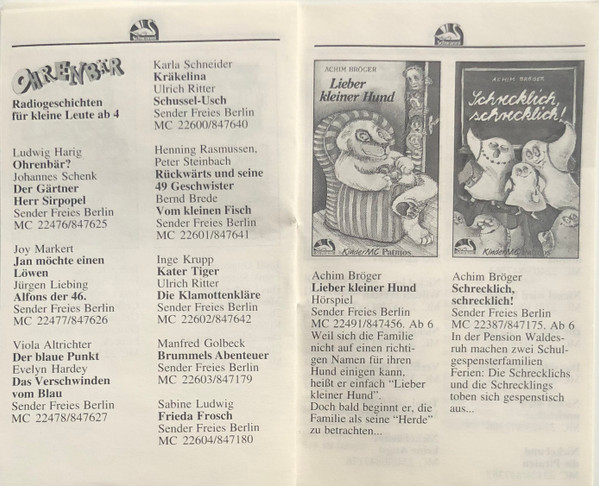 Schwanni
OHRENBÄR
Radiogeschichten
für kleine Leute ab 4
Ludwig Harig
Ohrenbär?
Johannes Schenk
Der Gärtner
Herr Sirpopel
Sender Freies Berlin
MC 22476/847625
Joy Markert
Jan möchte einen
Löwen
Jürgen Liebing
Alfons der 46.
Sender Freies Berlin
MC 22477/847626
Viola Altrichter
Der blaue Punkt
Evelyn Hardey
Das Verschwinden
vom Blau
Sender Freies Berlin
MC 22478/847627
Karla Schneider
Kräkelina
Ulrich Ritter
Schussel-Usch
Sender Freies Berlin
MC 22600/847640
Henning Rasmussen,
Peter Steinbach
Rückwärts und seine
49 Geschwister
Bernd Brede
Vom kleinen Fisch
Sender Freies Berlin
MC 22601/847641
Inge Krupp
Kater Tiger
Ulrich Ritter
Die Klamottenkläre
Sender Freies Berlin
MC 22602/847642
Manfred Golbeck
Brummels Abenteuer
Sender Freies Berlin
MC 22603/847179
Sabine Ludwig
Frieda Frosch
Sender Freies Berlin
MC 22604/847180
ACHIM BRÖGER
Lieber
kleiner Hund
KinderMC Patmos
ACHIM BRÖGER
Schrecklich,
schrecklich!
KinderMC Patmos
Achim Bröger
Lieber kleiner Hund
Hörspiel
Sender Freies Berlin
MC 22491/847456. Ab 6
Weil sich die Familie
nicht auf einen richti-
gen Namen für ihren
Hund einigen kann,
heißt er einfach "Lieber
kleiner Hund".
Doch bald beginnt er, die
Familie als seine "Herde"
zu betrachten...
Achim Bröger
Schrecklich,
schrecklich!
Sender Freies Berlin
MC 22387/847175. Ab 6
In der Pension Waldes-
ruh machen zwei Schul-
gespensterfamilien
Ferien: Die Schrecklichs
und die Schrecklings
toben sich gespenstisch
aus...